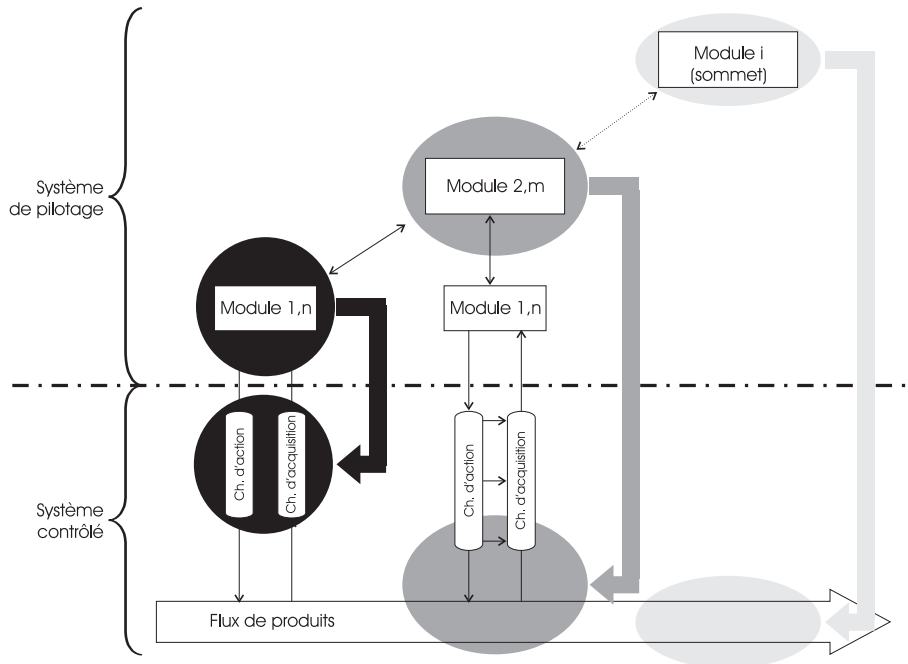 Module i
(sommet)
Système
de pilotage
Module 2,m
Module 1,n
Module 1,n
Ch. d'action
Ch. d'acquisition
Ch. d'action
Ch. d'acquisition
Système
contrôlé
Flux de produits